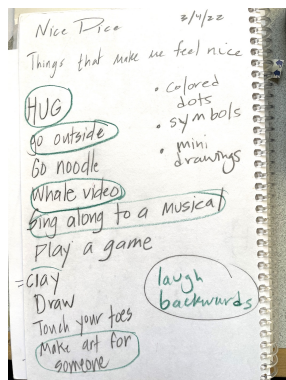 Nice Dice 3/4/22
Things that make me feel nice
HUG
go outside
Go noodle
Whale video
Sing along to a musical
Play a game
=clay
Draw
Touch your toes
Make art for
someone
• colored
dots
• symbols
• mini
drawings
laugh
backwurds